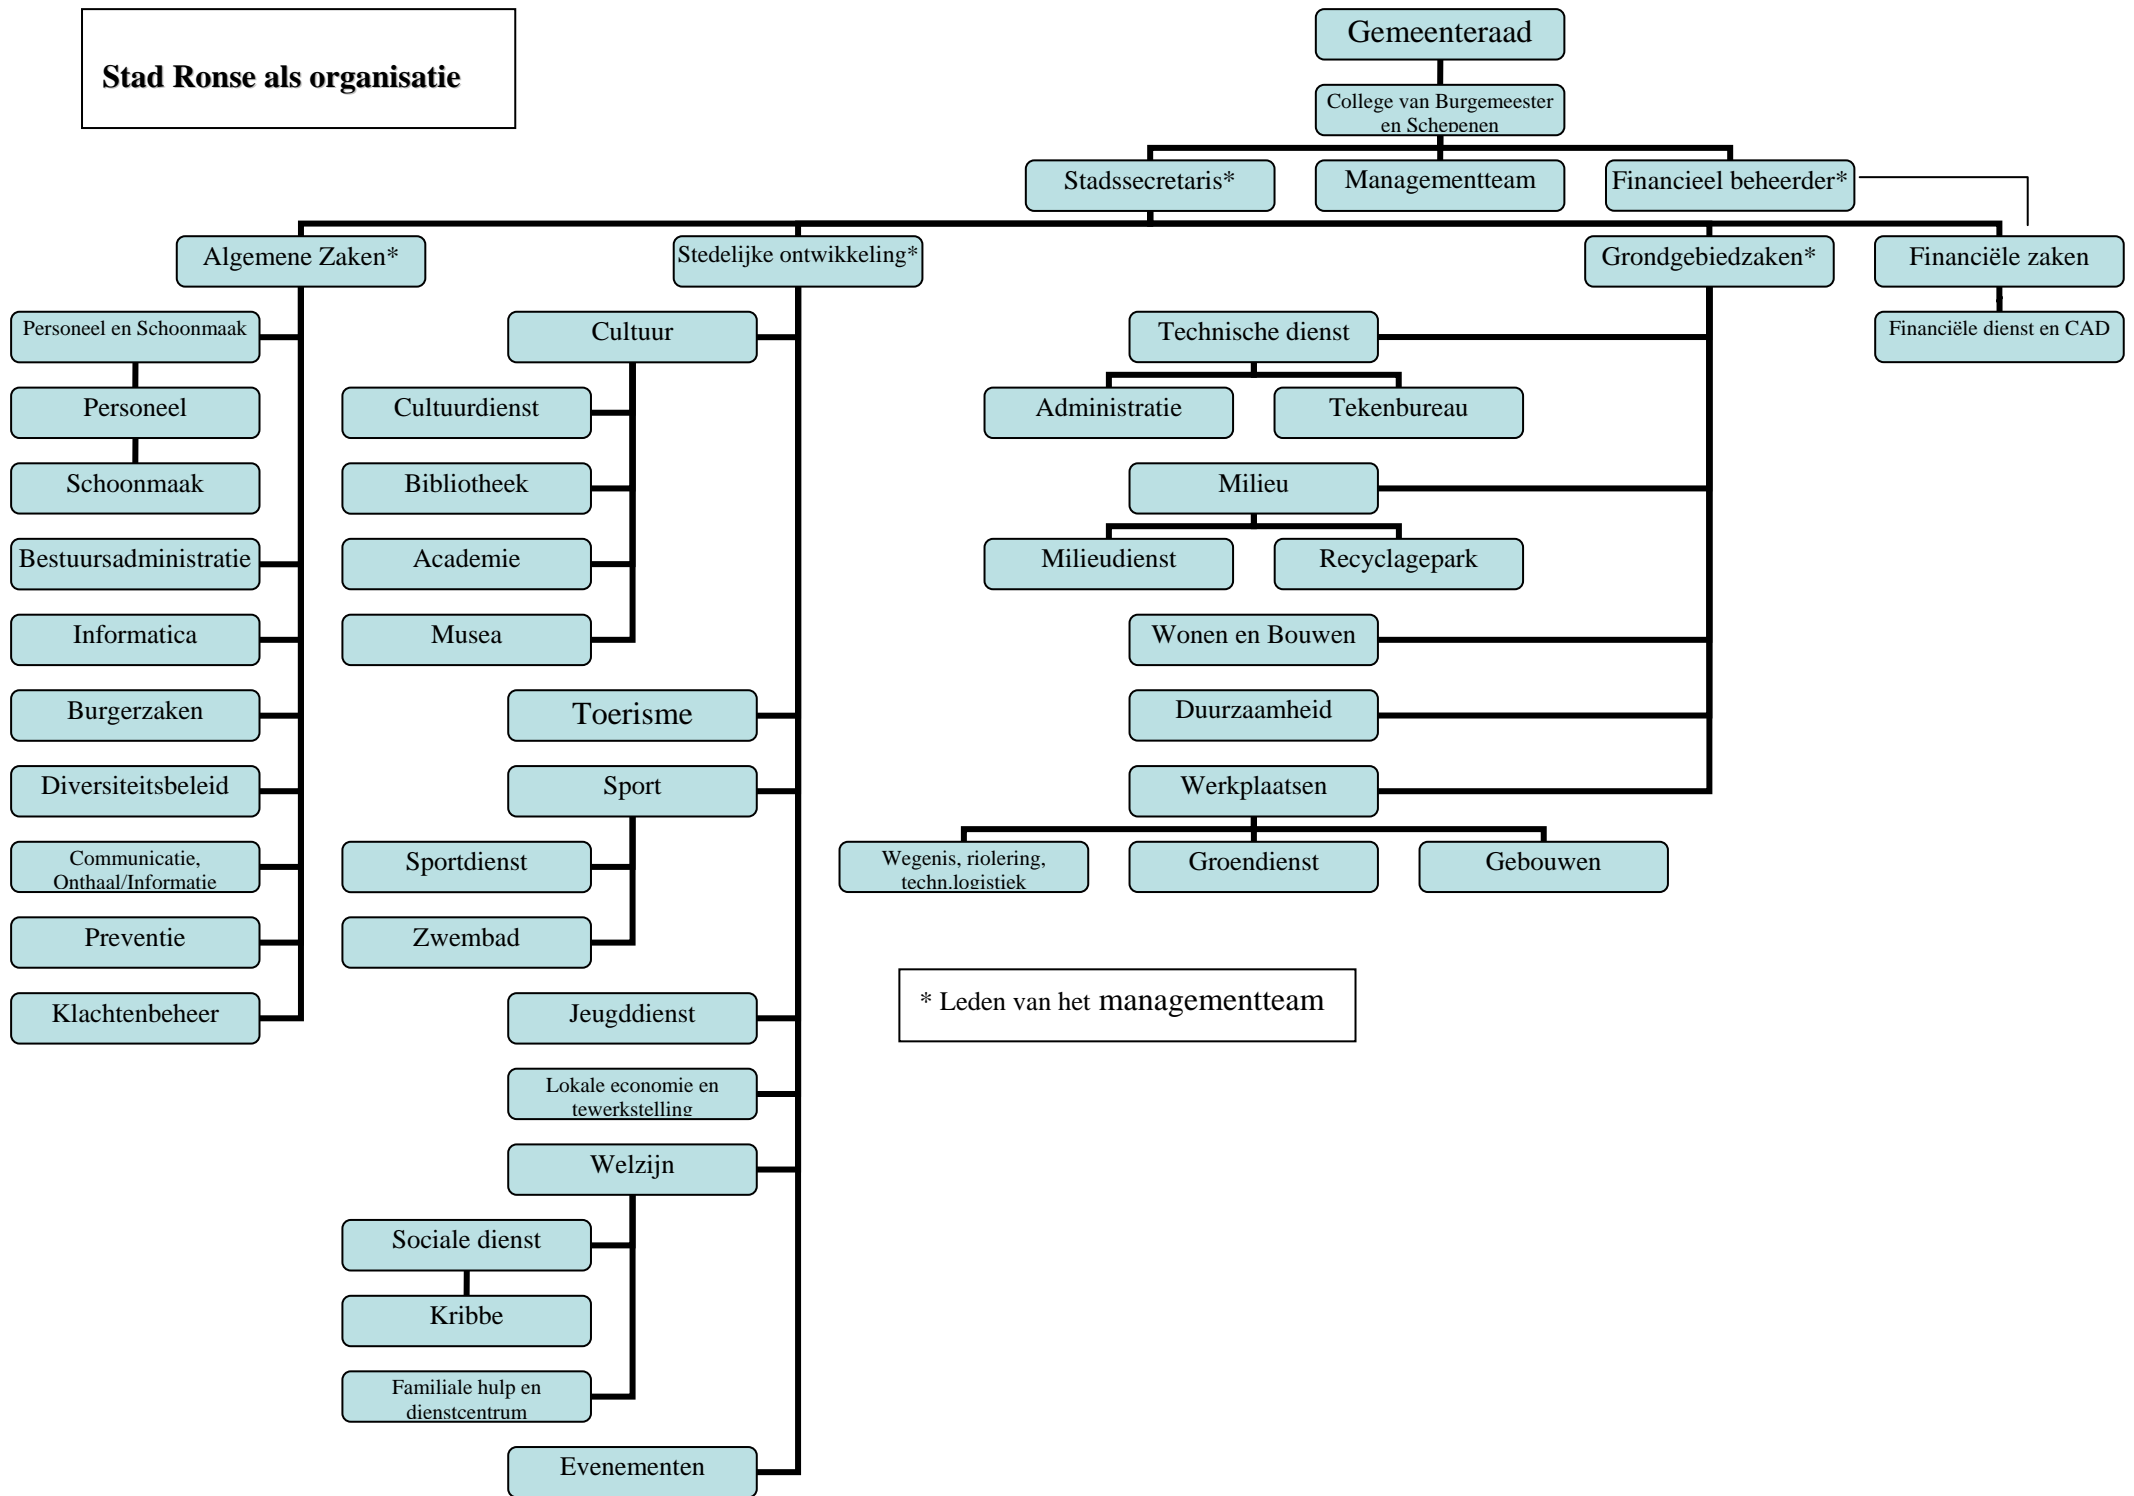 Stad Ronse als organisatie
Gemeenteraad
College van Burgemeester
en Schepenen
Stadssecretaris*
Managementteam
Financieel beheerder*
Algemene Zaken*
Stedelijke ontwikkeling*
Grondgebiedzaken*
Financiële zaken
Personeel en Schoonmaak
Personeel
Schoonmaak
Bestuursadministratie
Informatica
Burgerzaken
Diversiteitsbeleid
Communicatie,
Onthaal/Informatie
Preventie
Klachtenbeheer
Cultuur
Cultuurdienst
Bibliotheek
Academie
Musea
Toerisme
Sport
Sportdienst
Zwembad
Jeugddienst
Lokale economie en
tewerkstelling
Welzijn
Sociale dienst
Kribbe
Familiale hulp en
dienstcentrum
Evenementen
Technische dienst
Administratie
Tekenbureau
Milieu
Milieudienst
Recyclagepark
Wonen en Bouwen
Duurzaamheid
Werkplaatsen
Wegenis, riolering,
techn.logistiek
Groendienst
Gebouwen
Financiële dienst en CAD
* Leden van het managementteam